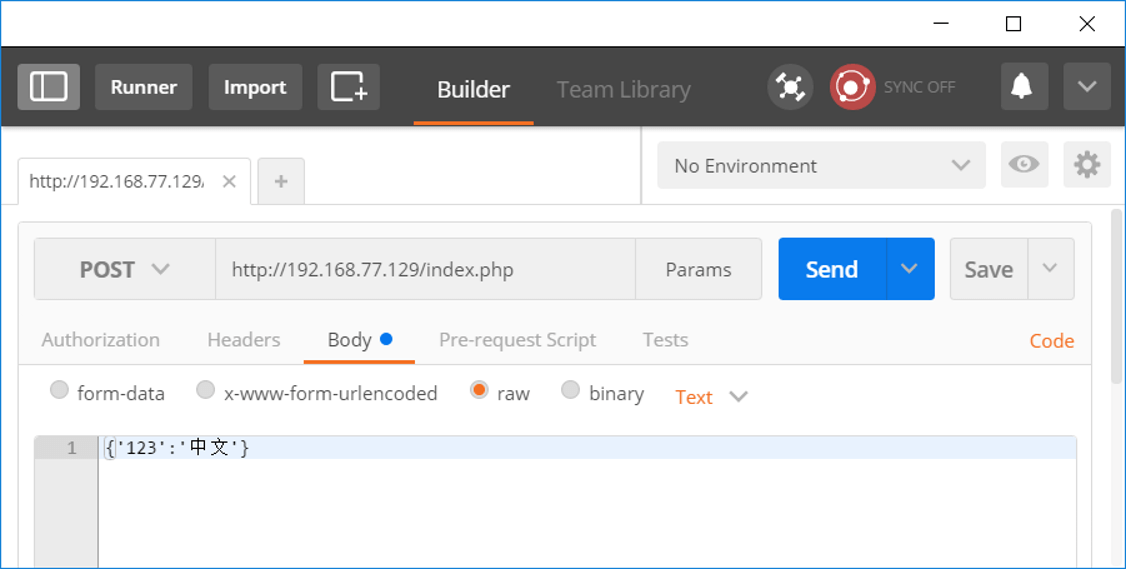 Runner Import Builder Team Library SYNC OFF
http://192.168.77.129/ No Environment
POST http://192.168.77.129/index.php Params Send Save
Authorization Headers Body Pre-request Script Tests Code
form-data x-www-form-urlencoded raw binary Text
1 {'123':'中文'}